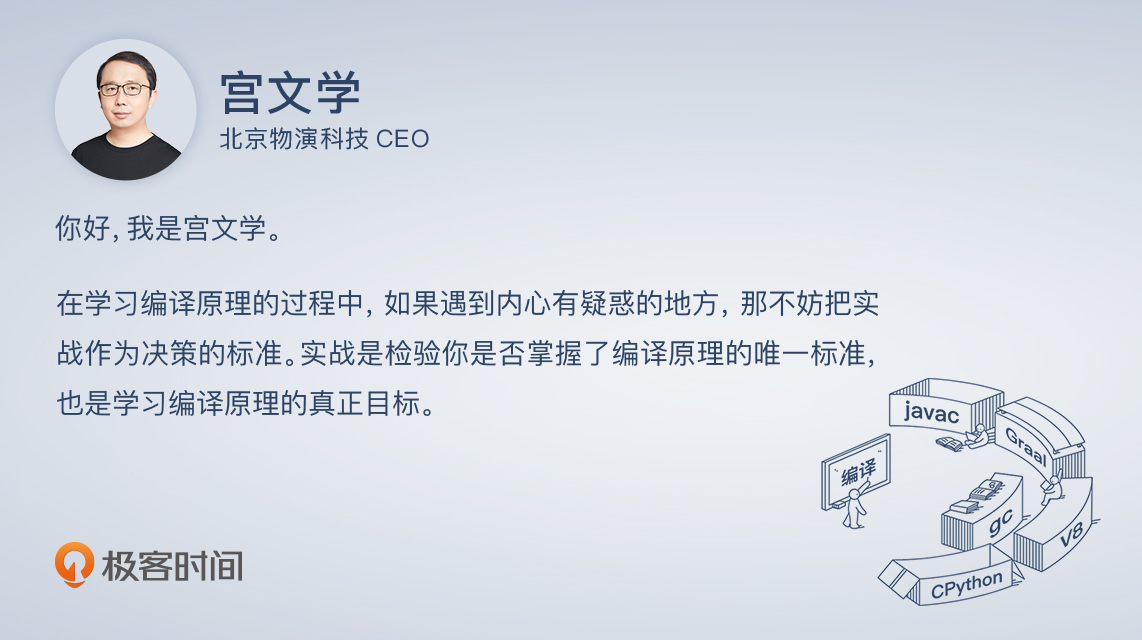 宫文学
北京物演科技 CEO
你好，我是宫文学。
在学习编译原理的过程中，如果遇到内心有疑惑的地方，那不妨把实
战作为决策的标准。实战是检验你是否掌握了编译原理的唯一标准，
也是学习编译原理的真正目标。
javac
Graal
编译
gc
V8
CPython
极客时间